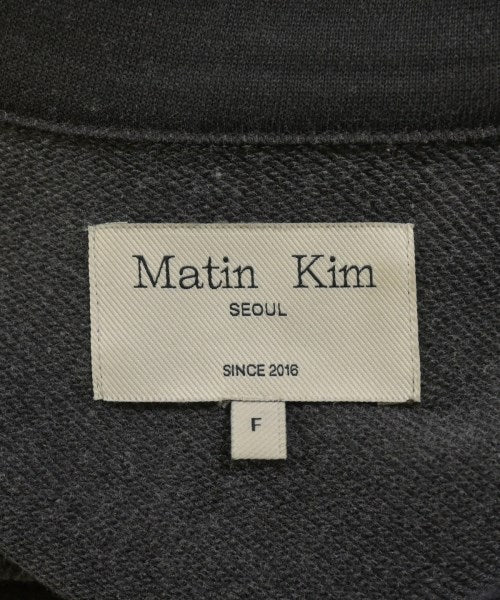 Matin Kim
SEOUL
SINCE 2016
F